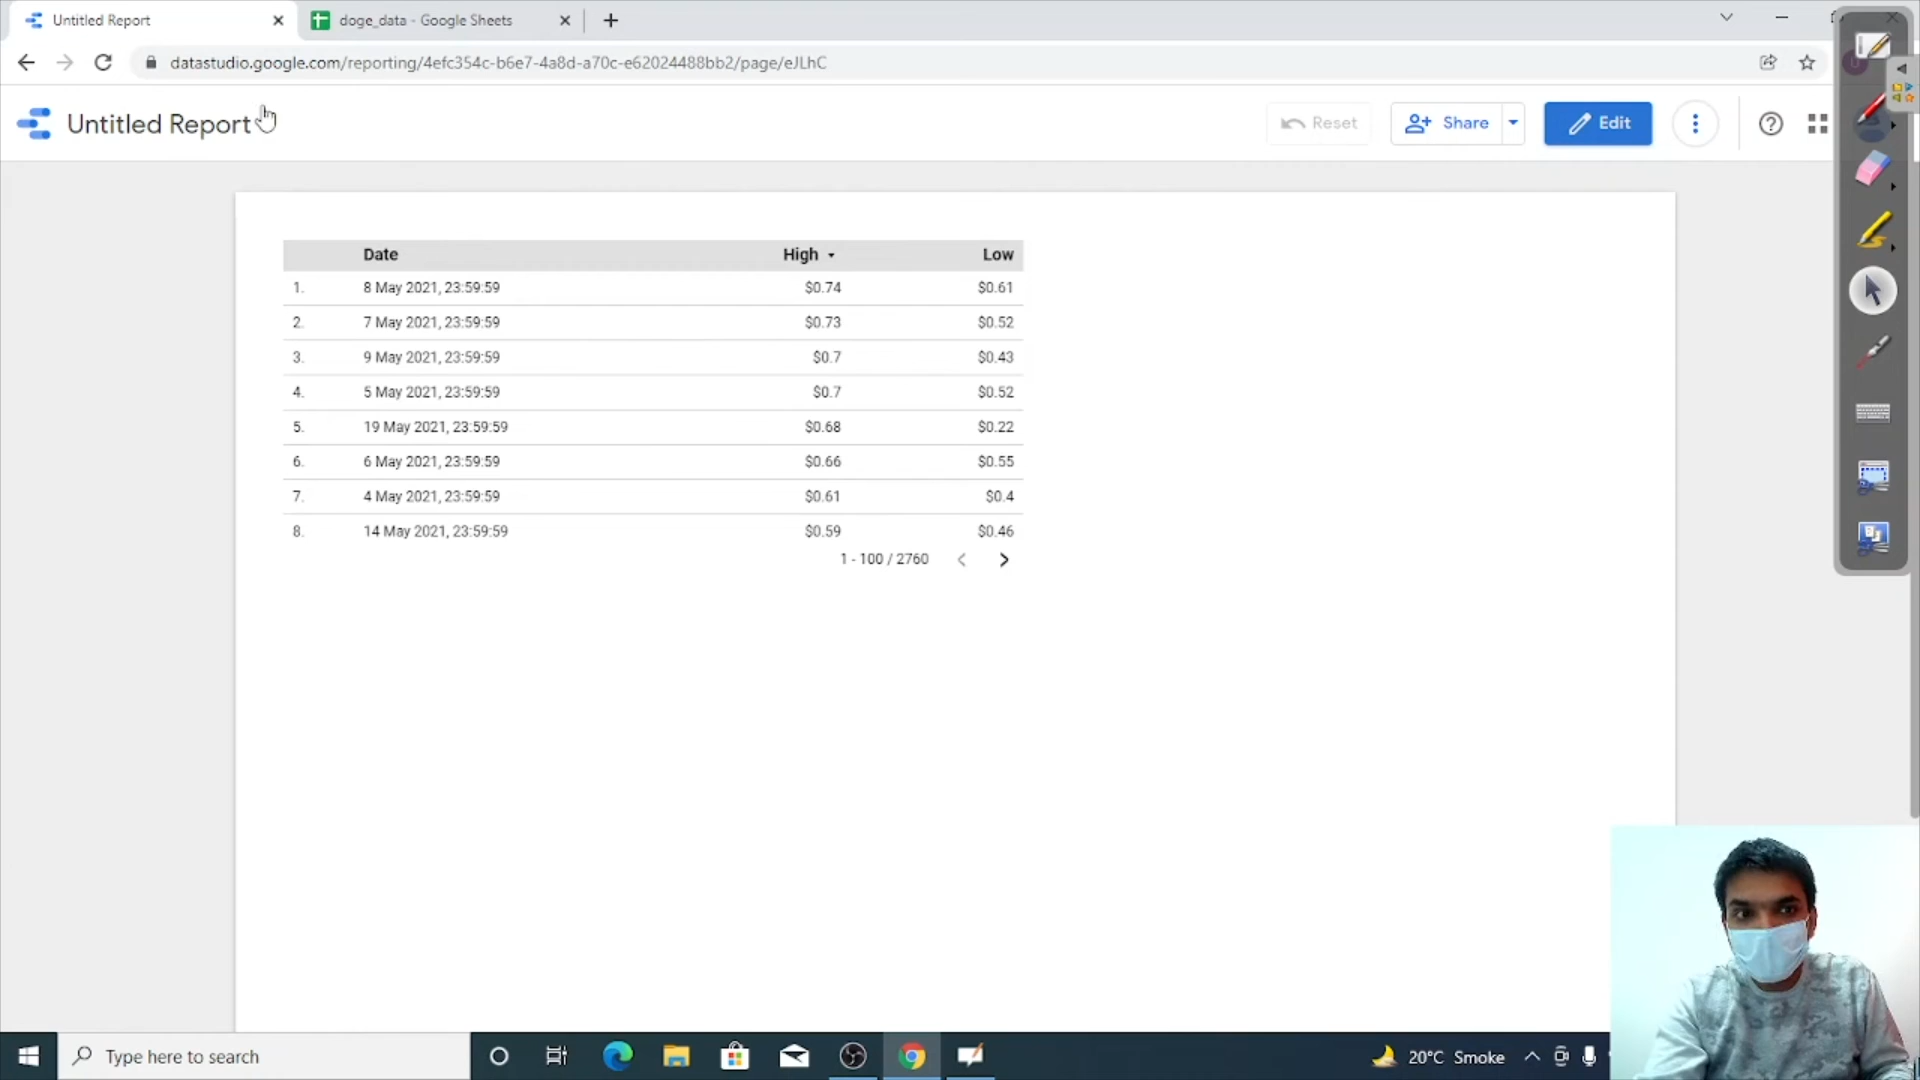 Untitled Report
doge_data - Google Sheets
datastudio.google.com/reporting/4efc354c-b6e7-4a8d-a70c-e62024488bb2/page/eJLhC
Untitled Report
Reset
Share
Edit
Date High Low
1. 8 May 2021, 23:59:59 $0.74 $0.61
2. 7 May 2021, 23:59:59 $0.73 $0.52
3. 9 May 2021, 23:59:59 $0.7 $0.43
4. 5 May 2021, 23:59:59 $0.7 $0.52
5. 19 May 2021, 23:59:59 $0.68 $0.22
6. 6 May 2021, 23:59:59 $0.66 $0.55
7. 4 May 2021, 23:59:59 $0.61 $0.4
8. 14 May 2021, 23:59:59 $0.59 $0.46
1 - 100 / 2760
Type here to search
20°C Smoke